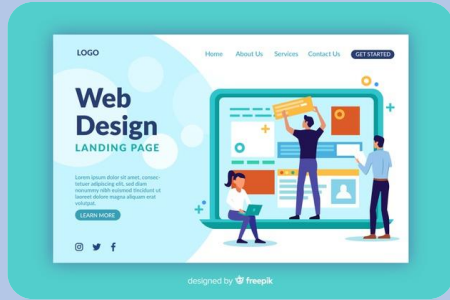 LOGO
Home About Us Services Contact Us GET STARTED
Web
Design
LANDING PAGE
Lorem ipsum dolor sit amet, consec-
tetuer adipiscing elit, sed diam
nonummy nibh euismod tincidunt ut
laoreet dolore magna aliquam erat
volutpat.
LEARN MORE
designed by freepik